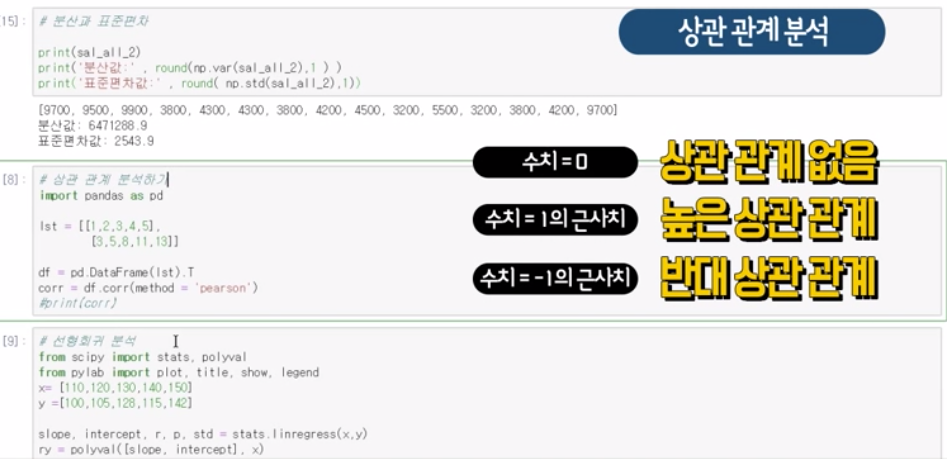 상관 관계 분석
[15]:
# 분산과 표준편차
print(sal_all_2)
print('분산값:' , round(np.var(sal_all_2),1 ) )
print('표준편차값:' , round( np.std(sal_all_2),1))
[9700, 9500, 9900, 3800, 4300, 4300, 3800, 4200, 4500, 3200, 5500, 3200, 3800, 4200, 9700]
분산값: 6471288.9
표준편차값: 2543.9
수치 = 0 상관 관계 없음
수치 = 1의 근사치 높은 상관 관계
수치 = -1의 근사치 반대 상관 관계
[8]:
# 상관 관계 분석하기
import pandas as pd
lst = [[1,2,3,4,5],
[3,5,8,11,13]]
df = pd.DataFrame(lst).T
corr = df.corr(method = 'pearson')
#print(corr)
[9]:
# 선형회귀 분석
from scipy import stats, polyval
from pylab import plot, title, show, legend
x= [110,120,130,140,150]
y =[100,105,128,115,142]
slope, intercept, r, p, std = stats.linregress(x,y)
ry = polyval([slope, intercept], x)